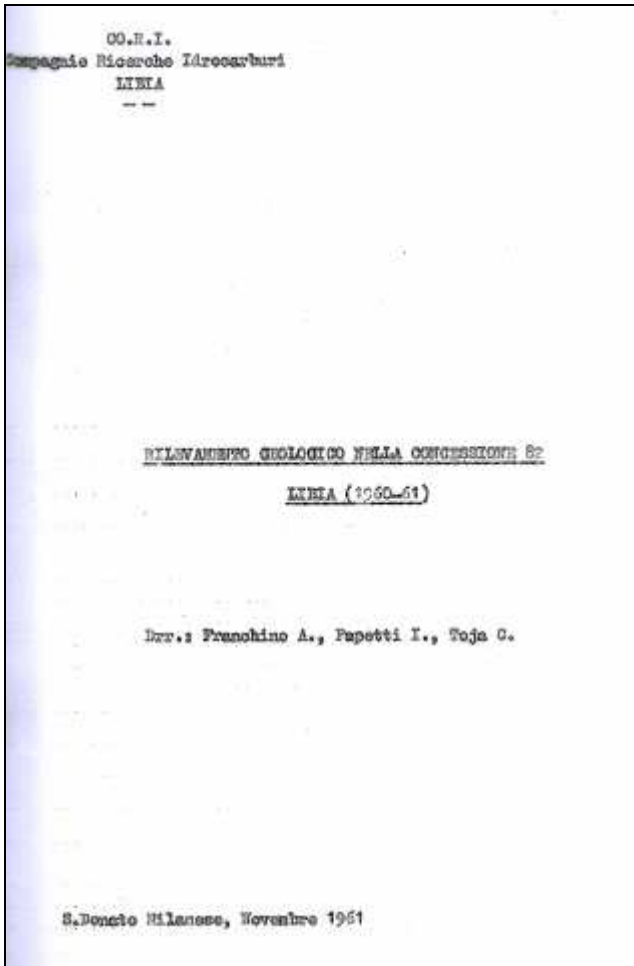 CO.R.I.
Compagnie Ricerche Idrocarburi
LIBIA
— —
RILEVAMENTO GEOLOGICO NELLA CONCESSIONE 82
LIBIA (1960-61)
Drr.: Franchino A., Papetti I., Toja C.
S.Donato Milanese, Novembre 1961